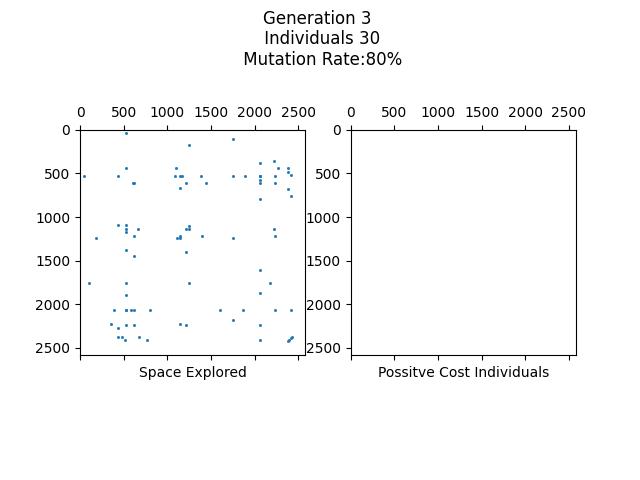 Generation 3
Individuals 30
Mutation Rate:80%
0 500 1000 1500 2000 2500
0 500 1000 1500 2000 2500
0
500
1000
1500
2000
2500
0
500
1000
1500
2000
2500
Space Explored
Possitve Cost Individuals